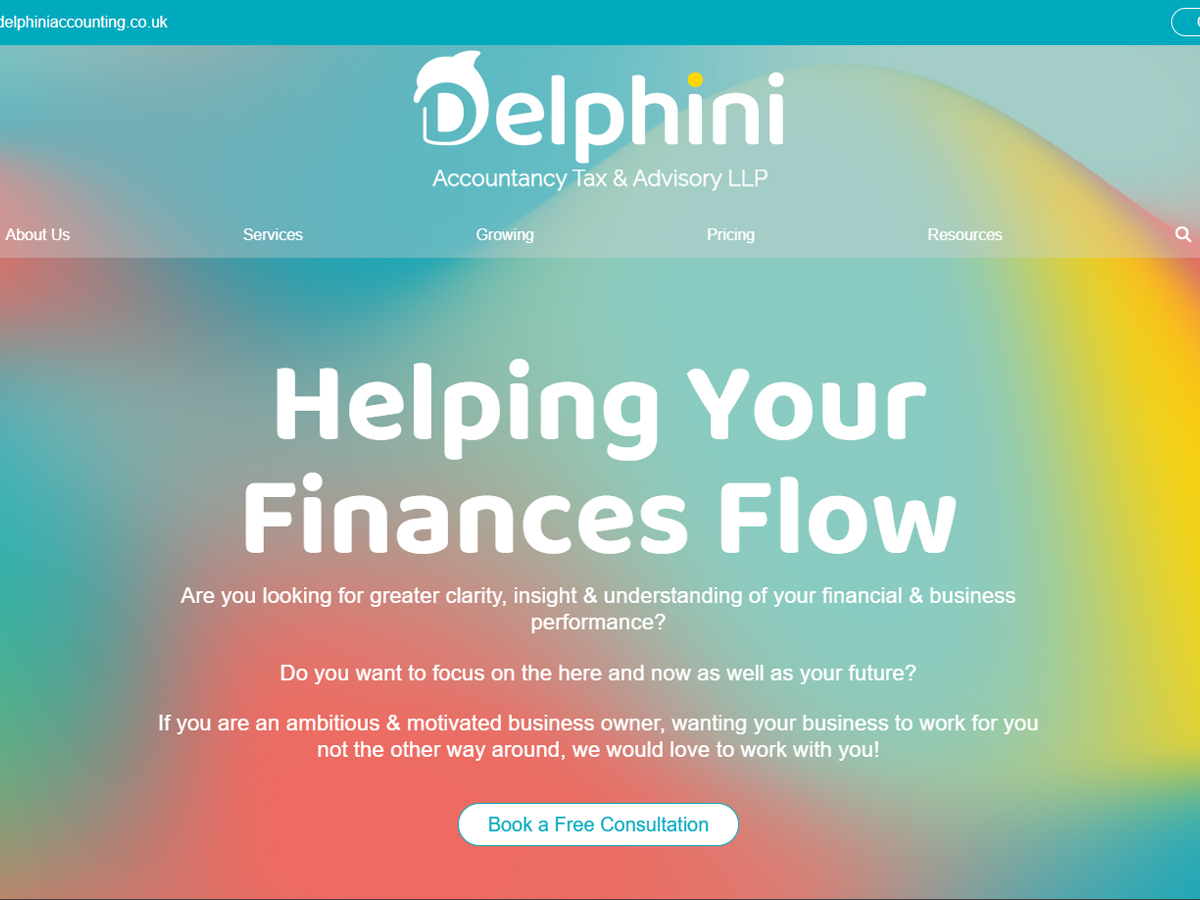 delphiniaccounting.co.uk
Delphini
Accountancy Tax & Advisory LLP
About Us Services Growing Pricing Resources
Helping Your
Finances Flow
Are you looking for greater clarity, insight & understanding of your financial & business
performance?
Do you want to focus on the here and now as well as your future?
If you are an ambitious & motivated business owner, wanting your business to work for you
not the other way around, we would love to work with you!
Book a Free Consultation